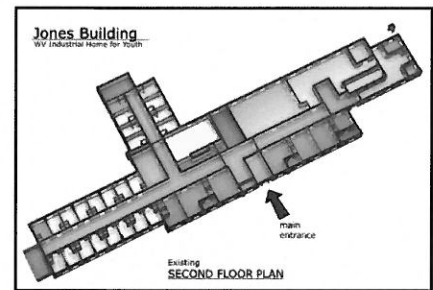 Jones Building
WV Industrial Home for Youth
main
entrance
Existing
SECOND FLOOR PLAN